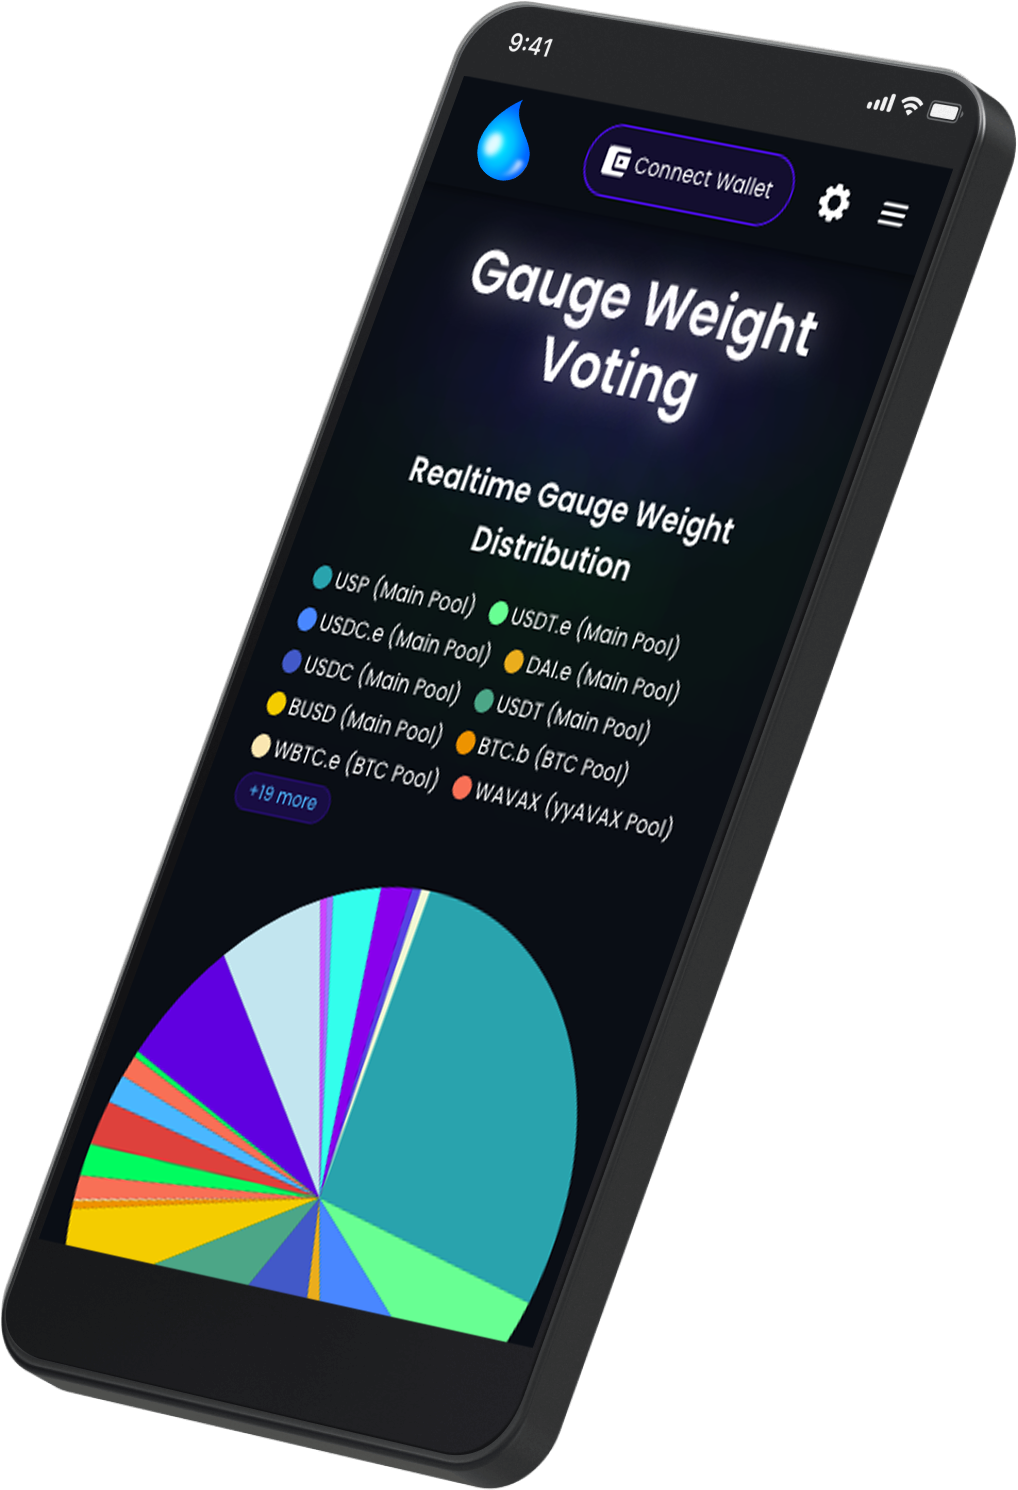 9:41
Connect Wallet
Gauge Weight
Voting
Realtime Gauge Weight
Distribution
USP (Main Pool) USDT.e (Main Pool)
USDC.e (Main Pool) DAI.e (Main Pool)
USDC (Main Pool) USDT (Main Pool)
BUSD (Main Pool) BTC.b (BTC Pool)
WBTC.e (BTC Pool) WAVAX (yyAVAX Pool)
+19 more